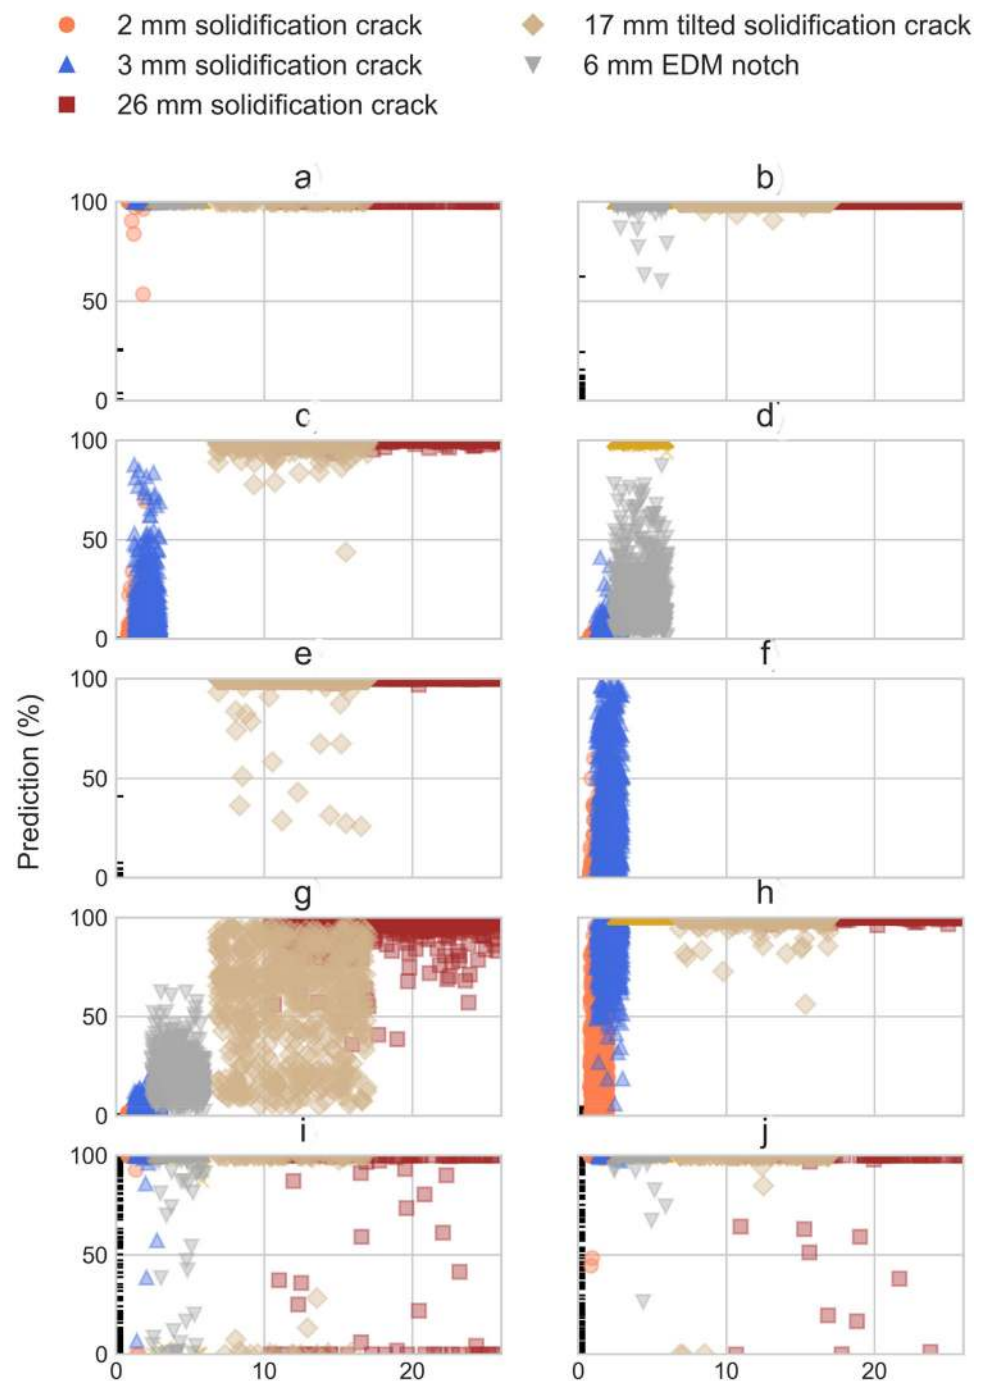 2 mm solidification crack
17 mm tilted solidification crack
3 mm solidification crack
6 mm EDM notch
26 mm solidification crack
a
b
100
50
0
c
d
100
50
0
e
f
100
50
0
Prediction (%)
g
h
100
50
0
i
j
100
50
0
0
10
20
0
10
20